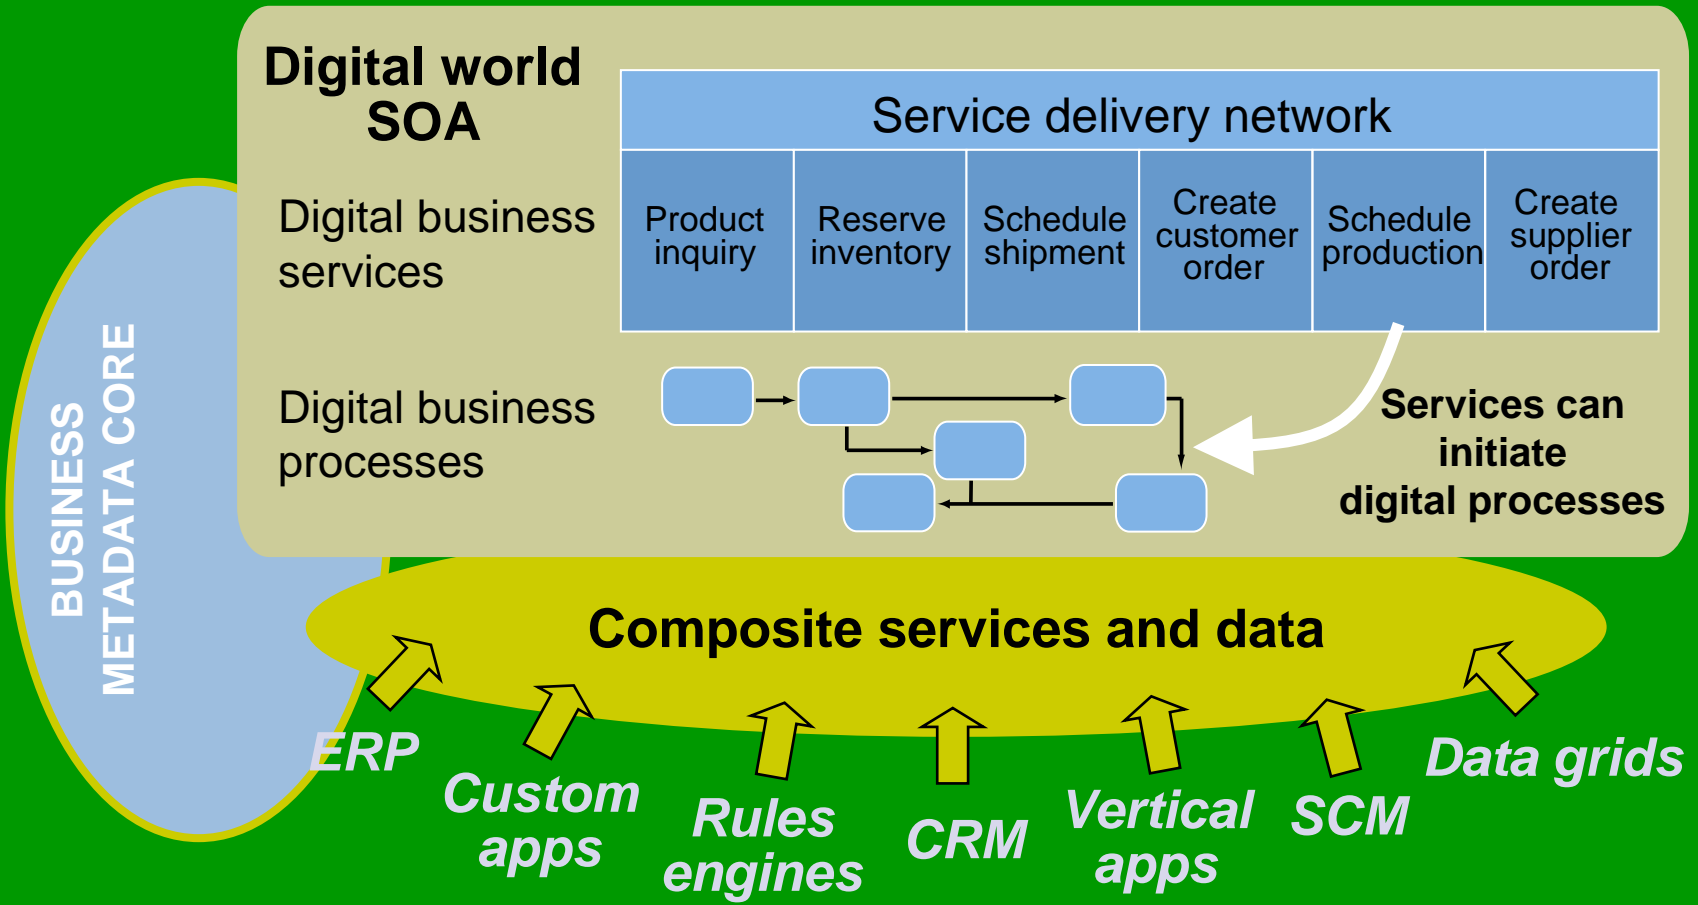 Digital world
SOA
Service delivery network
Digital business
services
Product
inquiry
Reserve
inventory
Schedule
shipment
Create
customer
order
Schedule
production
Create
supplier
order
Digital business
processes
Services can
initiate
digital processes
BUSINESS
METADATA CORE
Composite services and data
ERP
Custom
apps
Rules
engines
CRM
Vertical
apps
SCM
Data grids